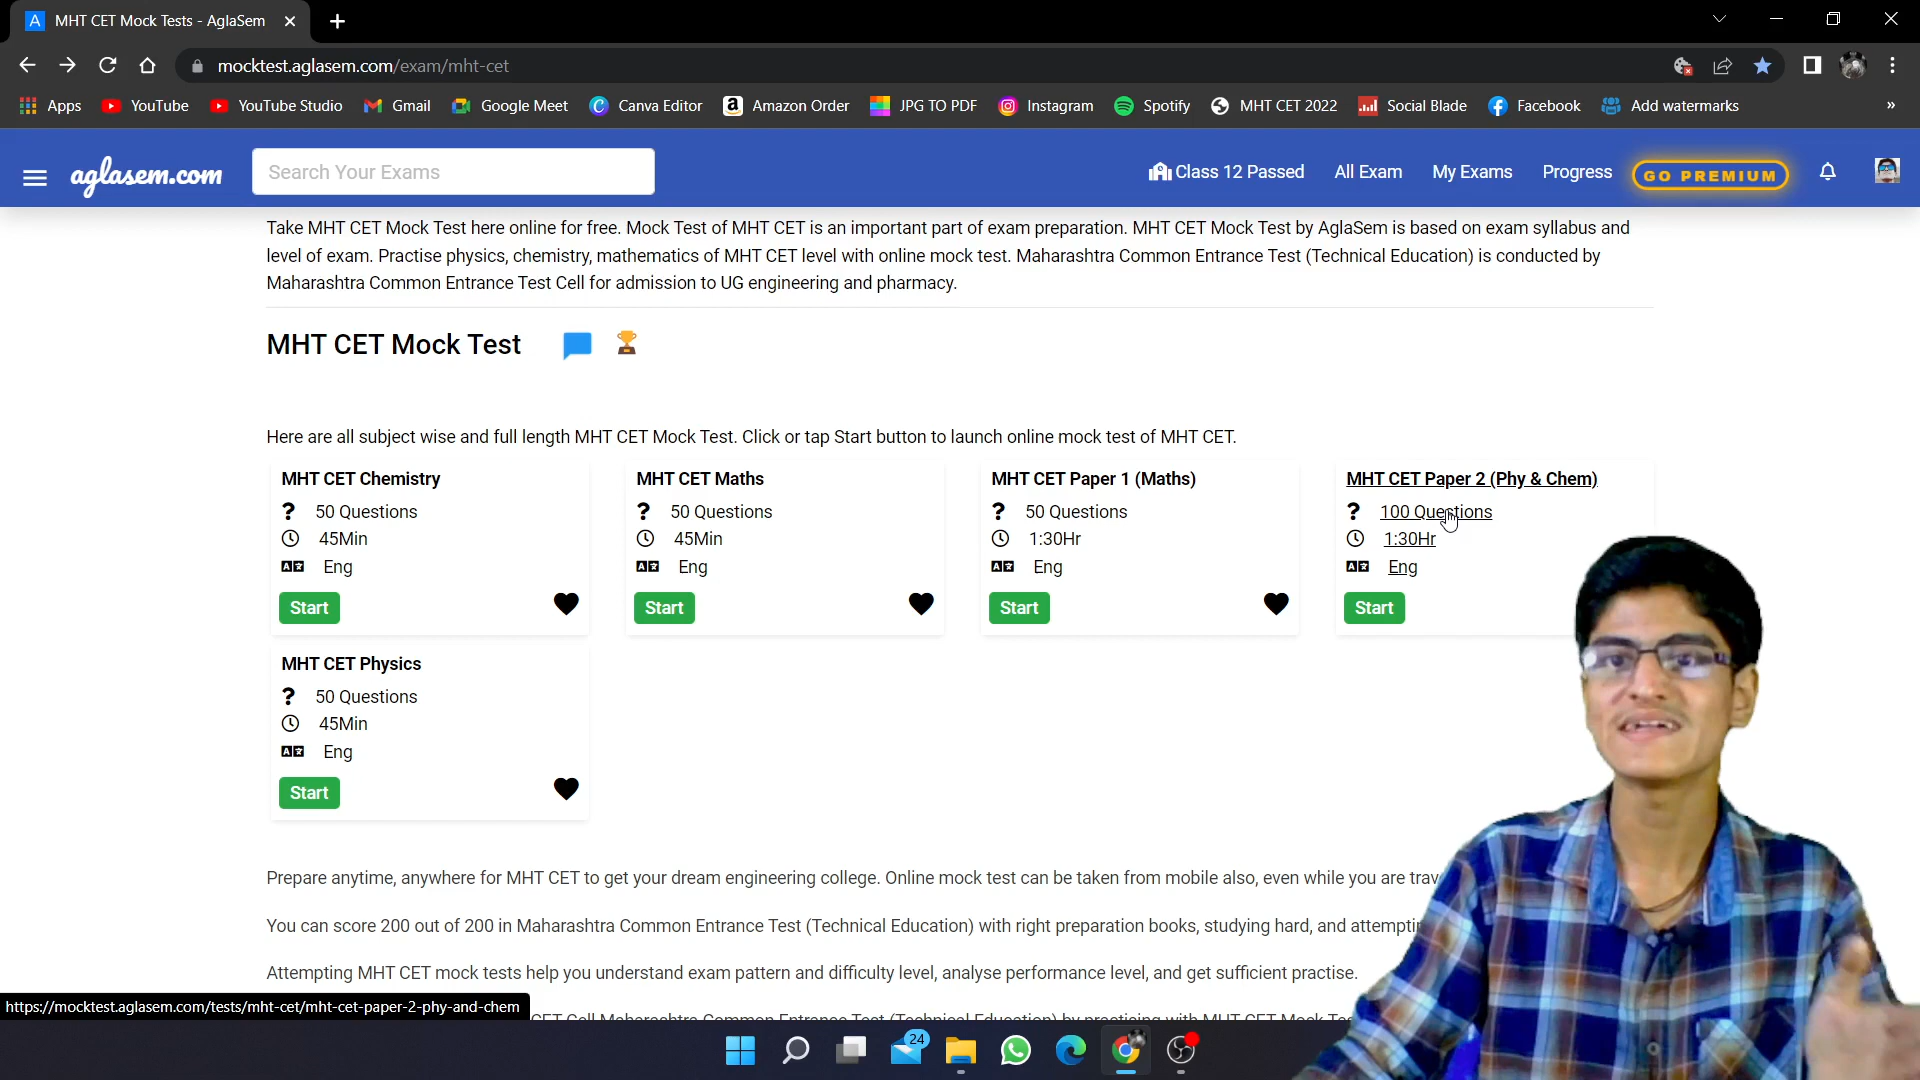 MHT CET Mock Tests - AglaSem
mocktest.aglasem.com/exam/mht-cet
Apps YouTube YouTube Studio Gmail Google Meet Canva Editor Amazon Order JPG TO PDF Instagram Spotify MHT CET 2022 Social Blade Facebook Add watermarks »
aglasem.com Search Your Exams Class 12 Passed All Exam My Exams Progress GO PREMIUM
Take MHT CET Mock Test here online for free. Mock Test of MHT CET is an important part of exam preparation. MHT CET Mock Test by AglaSem is based on exam syllabus and
level of exam. Practise physics, chemistry, mathematics of MHT CET level with online mock test. Maharashtra Common Entrance Test (Technical Education) is conducted by
Maharashtra Common Entrance Test Cell for admission to UG engineering and pharmacy.
MHT CET Mock Test
Here are all subject wise and full length MHT CET Mock Test. Click or tap Start button to launch online mock test of MHT CET.
MHT CET Chemistry
? 50 Questions
45Min
Eng
Start
MHT CET Maths
? 50 Questions
45Min
Eng
Start
MHT CET Paper 1 (Maths)
? 50 Questions
1:30Hr
Eng
Start
MHT CET Paper 2 (Phy & Chem)
? 100 Questions
1:30Hr
Eng
Start
MHT CET Physics
? 50 Questions
45Min
Eng
Start
Prepare anytime, anywhere for MHT CET to get your dream engineering college. Online mock test can be taken from mobile also, even while you are
You can score 200 out of 200 in Maharashtra Common Entrance Test (Technical Education) with right preparation books, studying hard, and
Attempting MHT CET mock tests help you understand exam pattern and difficulty level, analyse performance level, and get sufficient practise.
https://mocktest.aglasem.com/tests/mht-cet/mht-cet-paper-2-phy-and-chem
CET Cell Maharashtra Common Entrance Test (Technical Education) by practising with MHT CET Mock
24